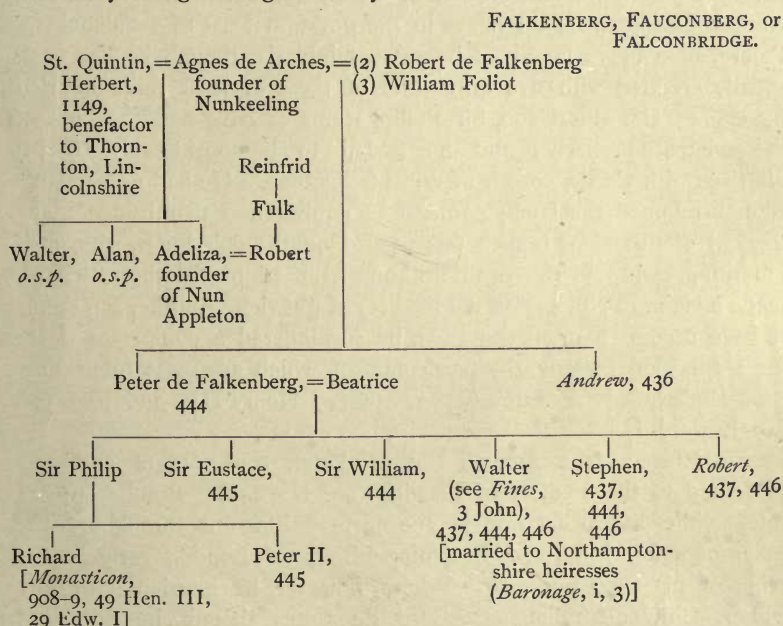 FALKENBERG, FAUCONBERG, or
FALCONBRIDGE.
St. Quintin, = Agnes de Arches, = (2) Robert de Falkenberg
Herbert, founder of (3) William Foliot
1149, Nunkeeling
benefactor
to Thorn-
ton, Lin-
colnshire
Reinfrid
Fulk
Walter, Alan, Adeliza, = Robert
o.s.p. o.s.p. founder
of Nun
Appleton
Peter de Falkenberg, = Beatrice Andrew, 436
444
Sir Philip Sir Eustace, Sir William, Walter Stephen, Robert,
445 444 (see Fines, 437, 437, 446
3 John), 444,
437, 444, 446 446
[married to Northampton-
shire heiresses
(Baronage, i, 3)]
Richard Peter II,
[Monasticon, 445
908-9, 49 Hen. III,
29 Edw. I]